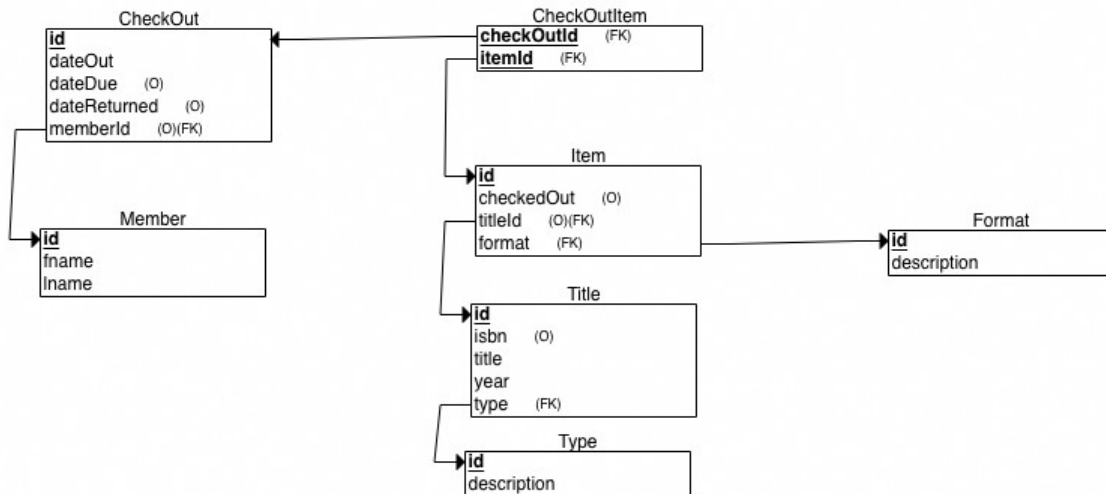 CheckOut
id
dateOut
dateDue (O)
dateReturned (O)
memberId (O)(FK)
CheckOutItem
checkOutId (FK)
itemId (FK)
Member
id
fname
lname
Item
id
checkedOut (O)
titleId (O)(FK)
format (FK)
Format
id
description
Title
id
isbn (O)
title
year
type (FK)
Type
id
description